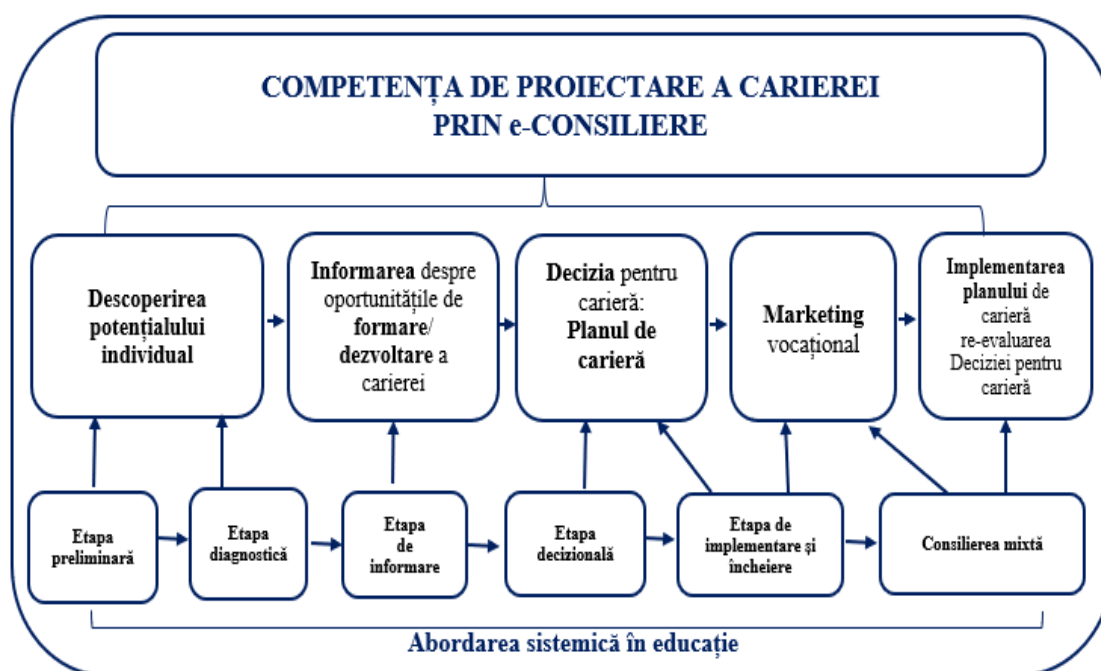 COMPETENȚA DE PROIECTARE A CARIEREI
PRIN e-CONSILIERE
Descoperirea
potențialului
individual
Informarea despre
oportunitățile de
formare/
dezvoltare a
carierei
Decizia pentru
carieră:
Planul de
carieră
Marketing
vocațional
Implementarea
planului de
carieră
re-evaluarea
Deciziei pentru
carieră
Etapa
preliminară
Etapa
diagnostică
Etapa
de
informare
Etapa
decizională
Etapa de
implementare și
încheiere
Consilierea mixtă
Abordarea sistemică în educație